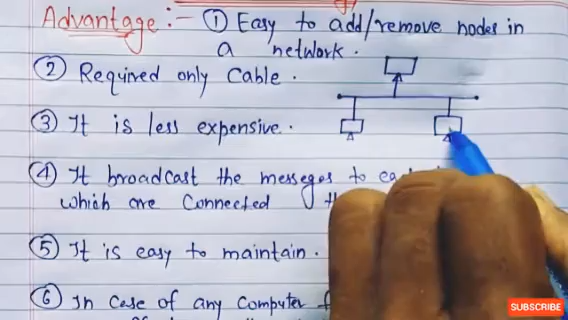 Advantage :- ① Easy to add/remove nodes in
a network.
② Required only Cable.
③ It is less expensive.
④ It broadcast the messeges to
which are Connected
⑤ It is easy to maintain.
⑥ In Case of any Computer
SUBSCRIBE